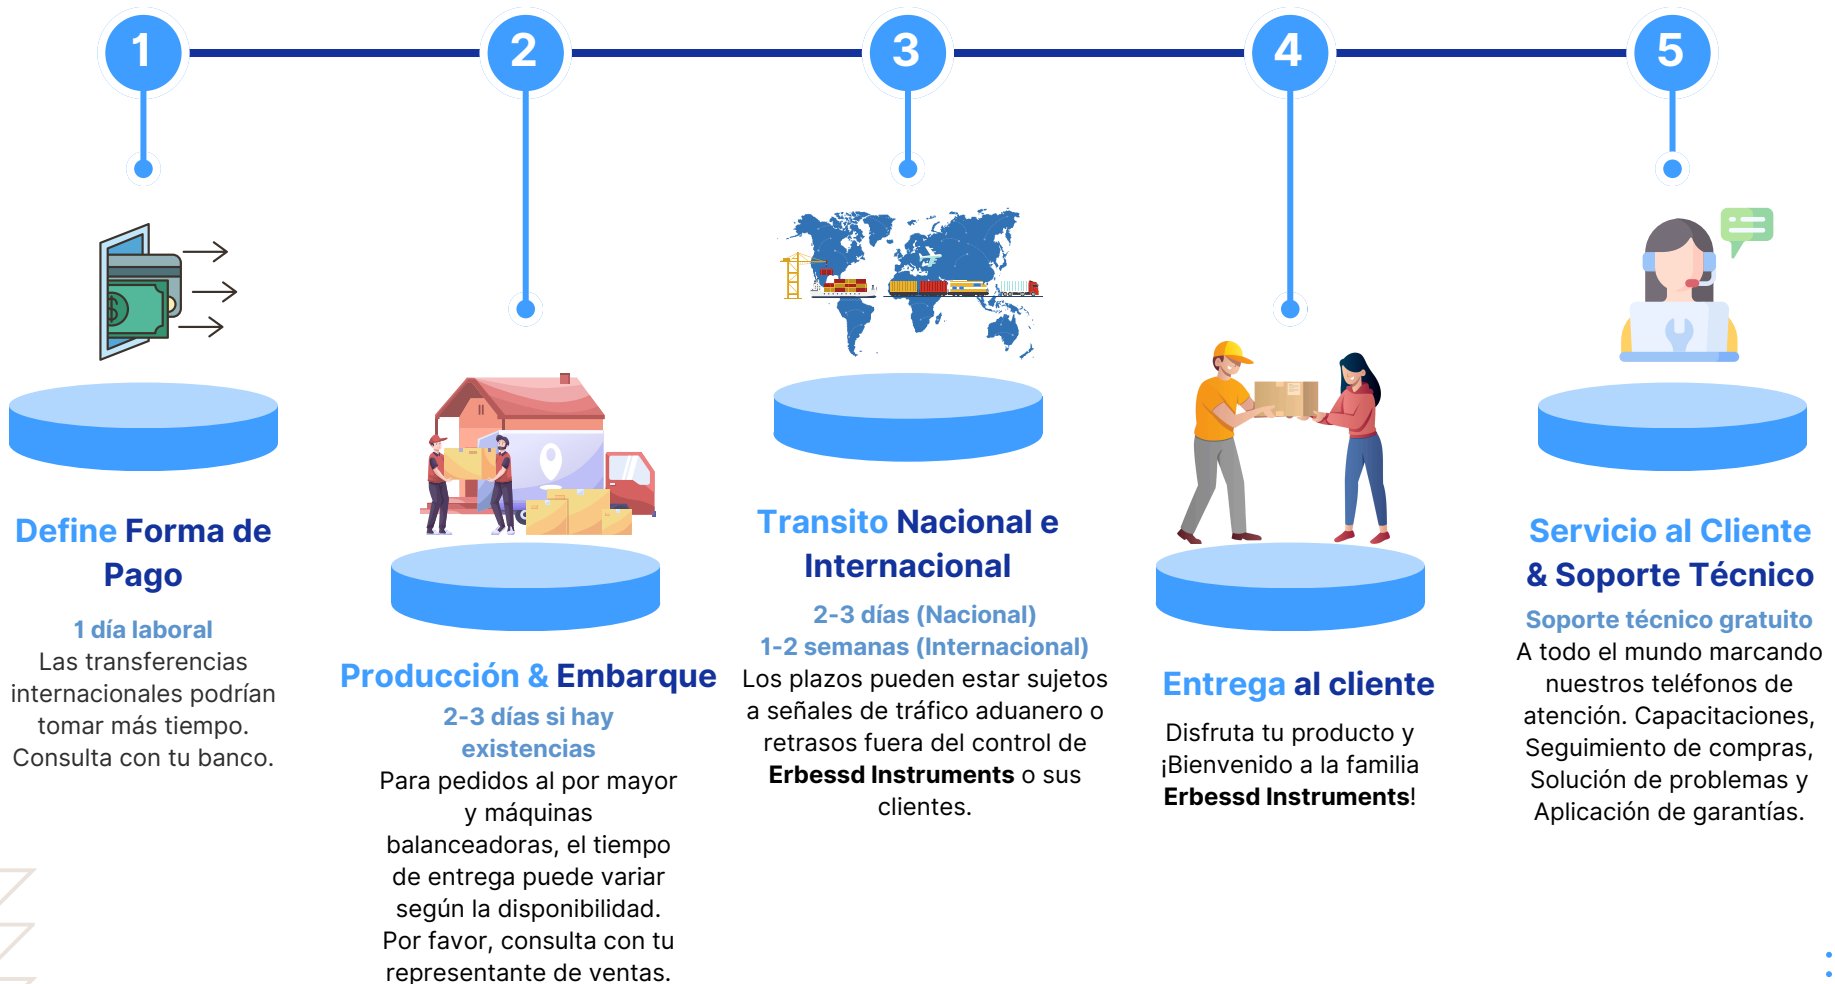 1
2
3
4
5
$
Define Forma de
Pago
1 día laboral
Las transferencias
internacionales podrían
tomar más tiempo.
Consulta con tu banco.
Producción & Embarque
2-3 días si hay
existencias
Para pedidos al por mayor
y máquinas
balanceadoras, el tiempo
de entrega puede variar
según la disponibilidad.
Por favor, consulta con tu
representante de ventas.
Transito Nacional e
Internacional
2-3 días (Nacional)
1-2 semanas (Internacional)
Los plazos pueden estar sujetos
a señales de tráfico aduanero o
retrasos fuera del control de
Erbessd Instruments o sus
clientes.
Entrega al cliente
Disfruta tu producto y
¡Bienvenido a la familia
Erbessd Instruments!
Servicio al Cliente
& Soporte Técnico
Soporte técnico gratuito
A todo el mundo marcando
nuestros teléfonos de
atención. Capacitaciones,
Seguimiento de compras,
Solución de problemas y
Aplicación de garantías.